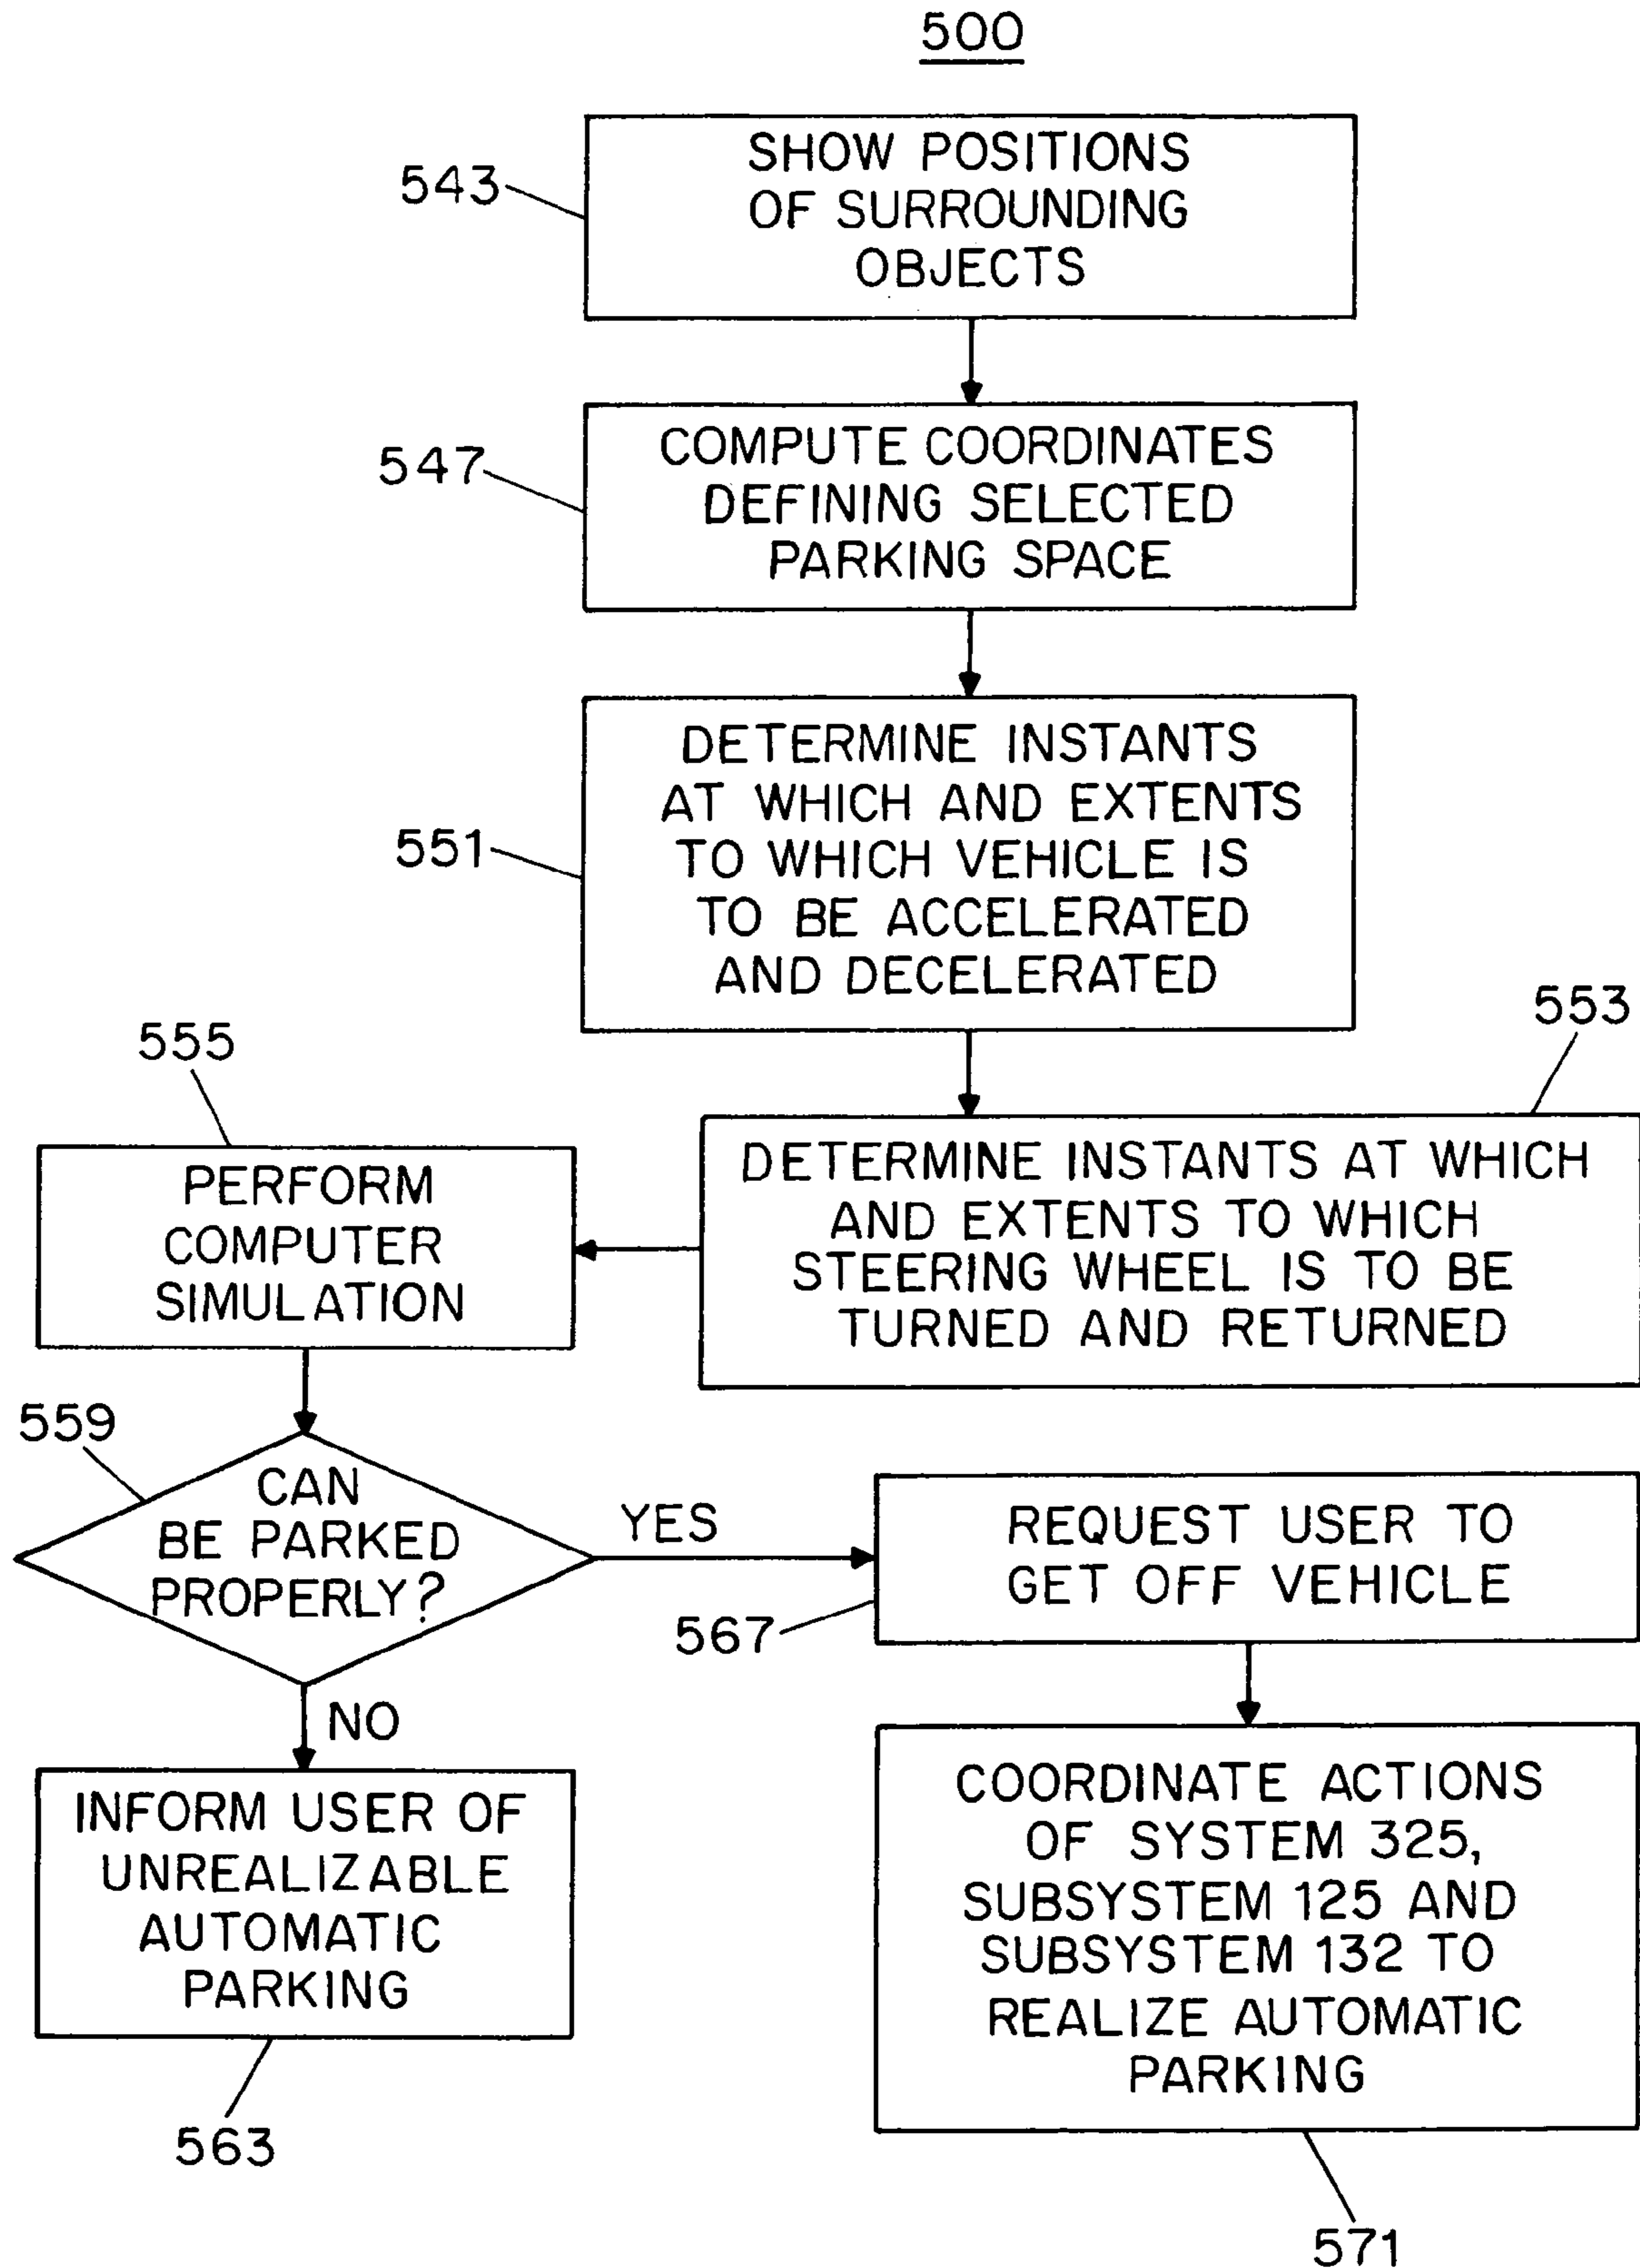 500
543
SHOW POSITIONS
OF SURROUNDING
OBJECTS
547
COMPUTE COORDINATES
DEFINING SELECTED
PARKING SPACE
551
DETERMINE INSTANTS
AT WHICH AND EXTENTS
TO WHICH VEHICLE IS
TO BE ACCELERATED
AND DECELERATED
553
DETERMINE INSTANTS AT WHICH
AND EXTENTS TO WHICH
STEERING WHEEL IS TO BE
TURNED AND RETURNED
555
PERFORM
COMPUTER
SIMULATION
559
CAN
BE PARKED
PROPERLY?
YES
NO
567
REQUEST USER TO
GET OFF VEHICLE
INFORM USER OF
UNREALIZABLE
AUTOMATIC
PARKING
563
COORDINATE ACTIONS
OF SYSTEM 325,
SUBSYSTEM 125 AND
SUBSYSTEM 132 TO
REALIZE AUTOMATIC
PARKING
571